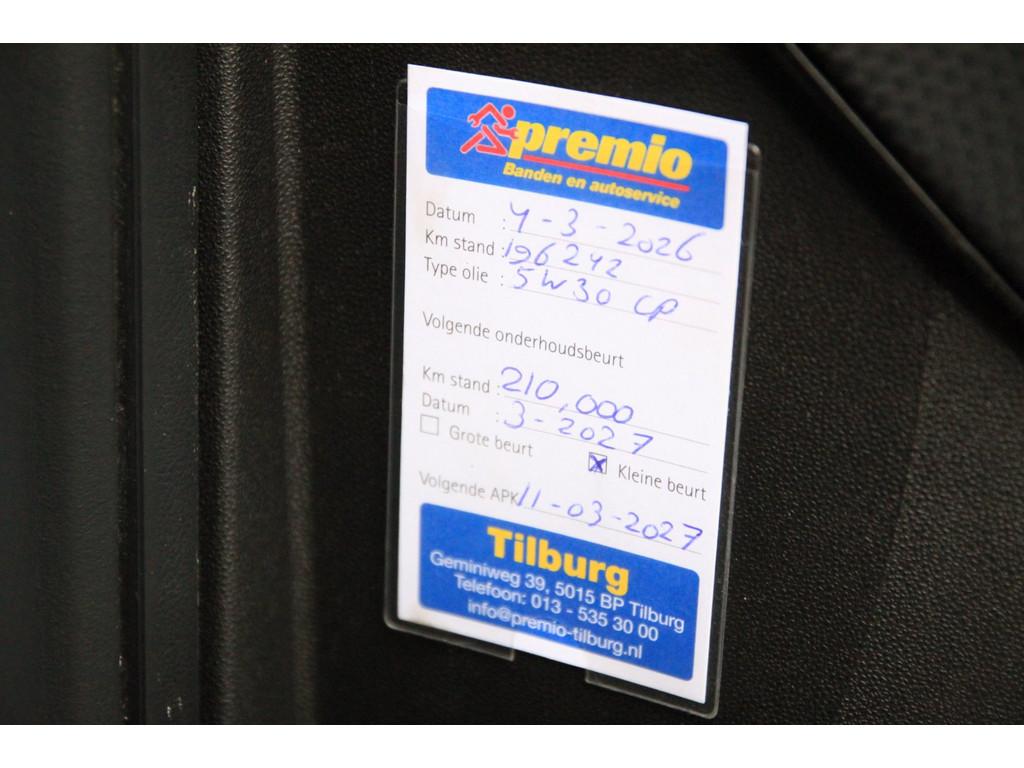 premio
Banden en autoservice
Datum : 4-3-2026
Km stand : 196242
Type olie : 5W30 CP
Volgende onderhoudsbeurt
Km stand : 210,000
Datum : 3-2027
☐ Grote beurt
☒ Kleine beurt
Volgende APK 11-03-2027
Tilburg
Geminiweg 39, 5015 BP Tilburg
Telefoon: 013 - 535 30 00
info@premio-tilburg.nl